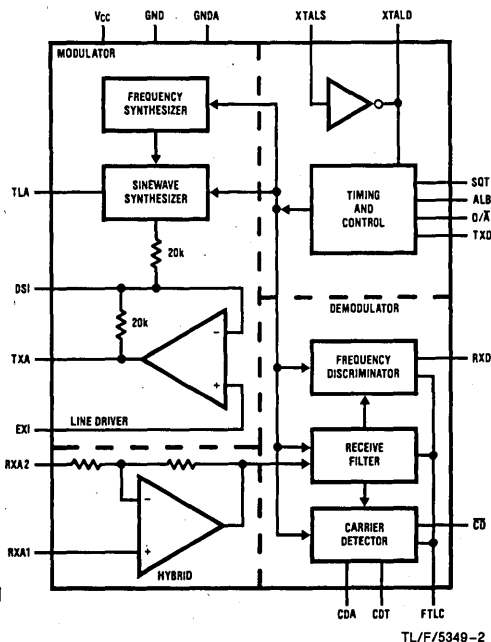 VCC GND GNDA XTALS XTALD
MODULATOR
FREQUENCY
SYNTHESIZER
TLA
SINEWAVE
SYNTHESIZER
TIMING
AND
CONTROL
SQT
ALB
O/A̅
TXD
20k
DSI
DEMODULATOR
20k
TXA
-
+
FREQUENCY
DISCRIMINATOR
RXD
EXI
LINE DRIVER
RXA2
RECEIVE
FILTER
-
+
CARRIER
DETECTOR
C̅D̅
RXA1
HYBRID
CDA CDT FTLC
TL/F/5349-2